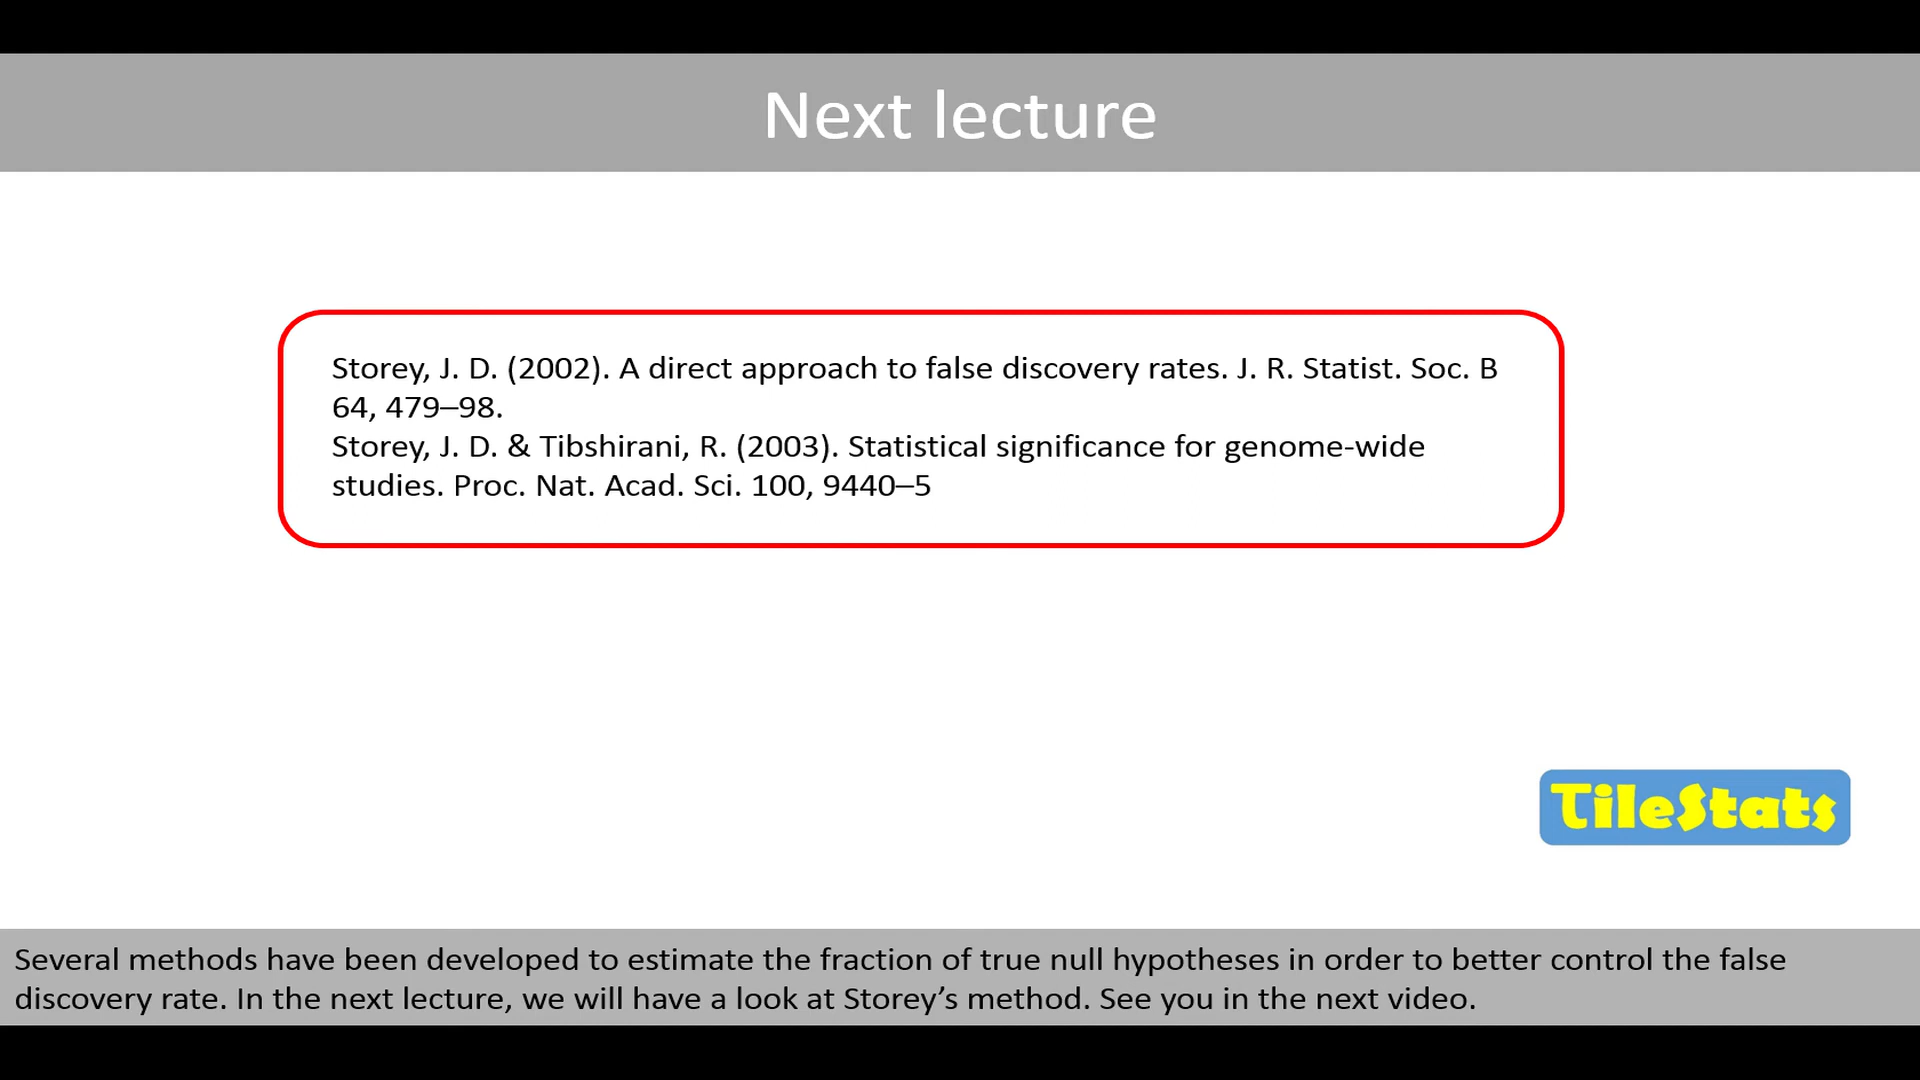 Next lecture
Storey, J. D. (2002). A direct approach to false discovery rates. J. R. Statist. Soc. B
64, 479–98.
Storey, J. D. & Tibshirani, R. (2003). Statistical significance for genome-wide
studies. Proc. Nat. Acad. Sci. 100, 9440–5
TileStats
Several methods have been developed to estimate the fraction of true null hypotheses in order to better control the false
discovery rate. In the next lecture, we will have a look at Storey’s method. See you in the next video.